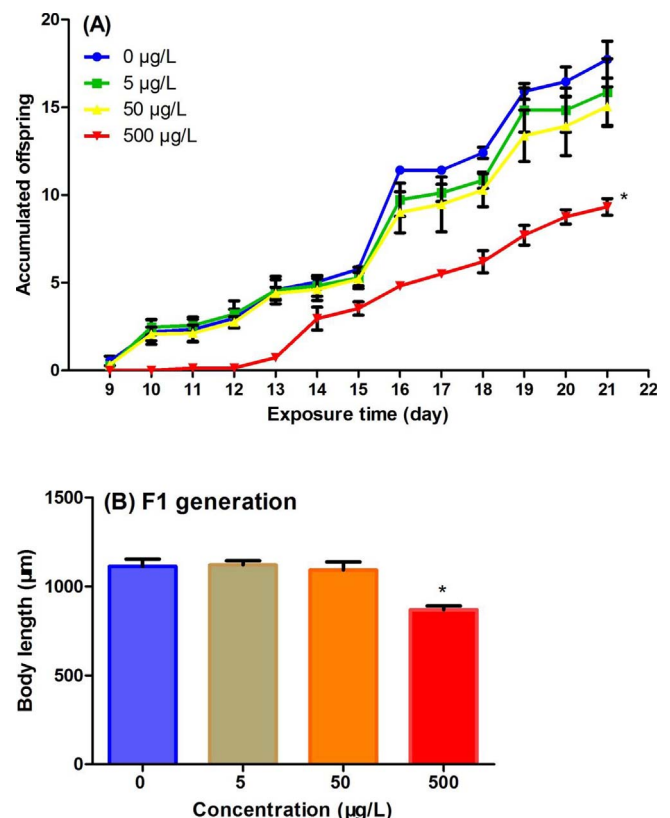 (A)
20
15
10
5
0
Accumulated offspring
0 µg/L
5 µg/L
50 µg/L
500 µg/L
*
9 10 11 12 13 14 15 16 17 18 19 20 21 22
Exposure time (day)
(B) F1 generation
1500
1000
500
0
Body length (µm)
*
0 5 50 500
Concentration (µg/L)